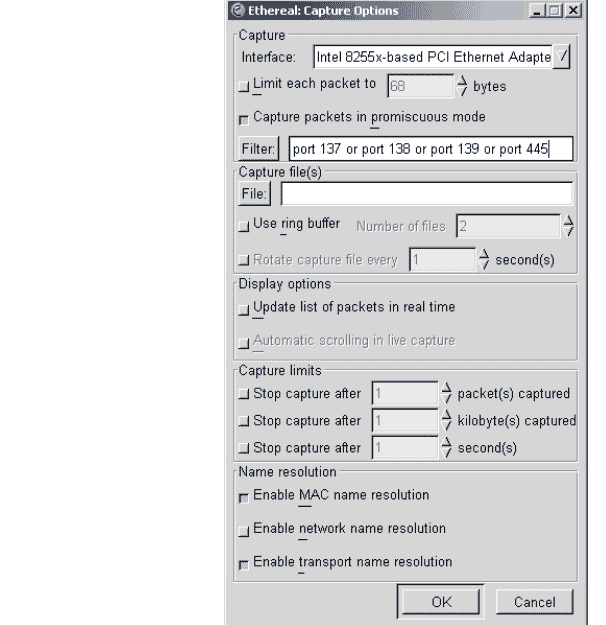 Ethereal: Capture Options
Capture
Interface: Intel 8255x-based PCI Ethernet Adapte
Limit each packet to 68 bytes
Capture packets in promiscuous mode
Filter: port 137 or port 138 or port 139 or port 445
Capture file(s)
File:
Use ring buffer Number of files 2
Rotate capture file every 1 second(s)
Display options
Update list of packets in real time
Automatic scrolling in live capture
Capture limits
Stop capture after 1 packet(s) captured
Stop capture after 1 kilobyte(s) captured
Stop capture after 1 second(s)
Name resolution
Enable MAC name resolution
Enable network name resolution
Enable transport name resolution
OK Cancel